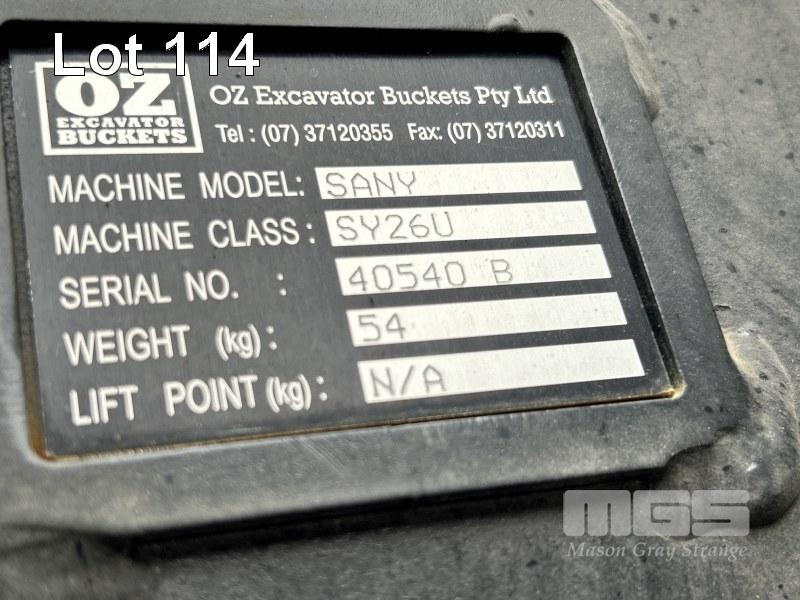 Lot 114
OZ
EXCAVATOR
BUCKETS
OZ Excavator Buckets Pty Ltd
Tel : (07) 37120355 Fax: (07) 37120311
MACHINE MODEL: SANY
MACHINE CLASS : SY26U
SERIAL NO. : 40540 B
WEIGHT (kg) : 54
LIFT POINT (kg) : N/A
MGS
Mason Gray Strange